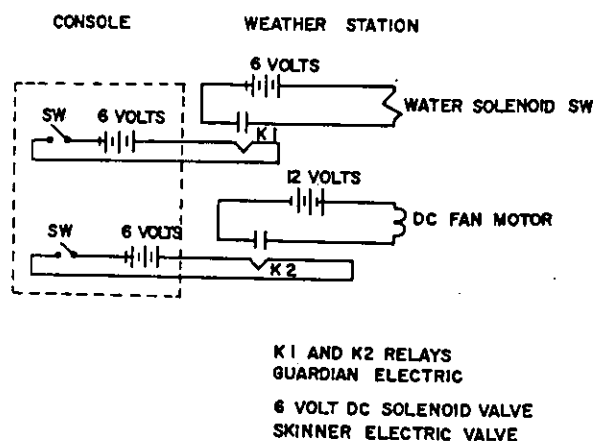 CONSOLE WEATHER STATION
6 VOLTS
WATER SOLENOID SW
SW 6 VOLTS
K1
12 VOLTS
DC FAN MOTOR
SW 6 VOLTS
K2
K1 AND K2 RELAYS
GUARDIAN ELECTRIC
6 VOLT DC SOLENOID VALVE
SKINNER ELECTRIC VALVE